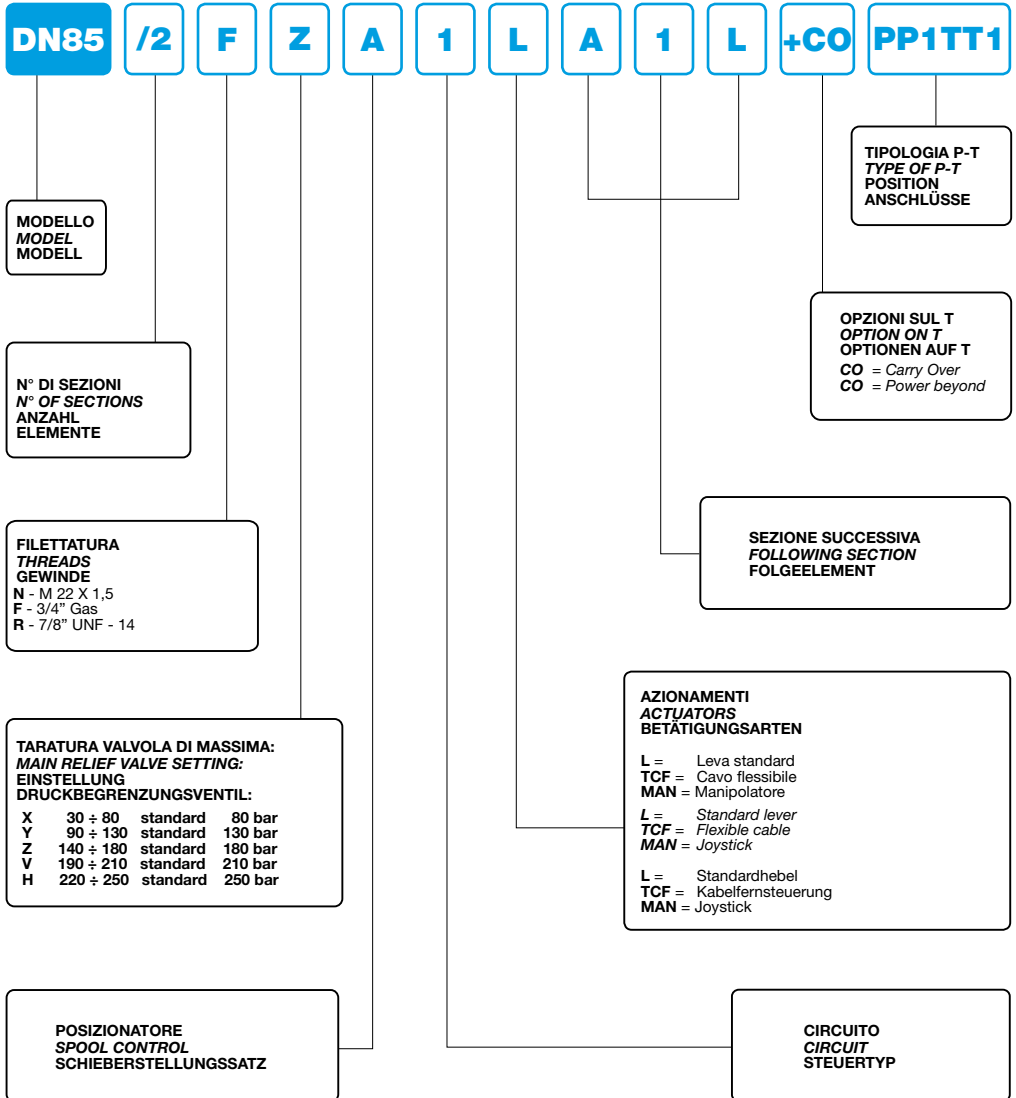 DN85 /2 F Z A 1 L A 1 L +CO PP1TT1
TIPOLOGIA P-T
TYPE OF P-T
POSITION
ANSCHLÜSSE
MODELLO
MODEL
MODELL
OPZIONI SUL T
OPTION ON T
OPTIONEN AUF T
CO = Carry Over
CO = Power beyond
N° DI SEZIONI
N° OF SECTIONS
ANZAHL
ELEMENTE
SEZIONE SUCCESSIVA
FOLLOWING SECTION
FOLGEELEMENT
FILETTATURA
THREADS
GEWINDE
N - M 22 X 1,5
F - 3/4” Gas
R - 7/8” UNF - 14
AZIONAMENTI
ACTUATORS
BETÄTIGUNGSARTEN
L = Leva standard
TCF = Cavo flessibile
MAN = Manipolatore
L = Standard lever
TCF = Flexible cable
MAN = Joystick
L = Standardhebel
TCF = Kabelfernsteuerung
MAN = Joystick
TARATURA VALVOLA DI MASSIMA:
MAIN RELIEF VALVE SETTING:
EINSTELLUNG
DRUCKBEGRENZUNGSVENTIL:
X 30 ÷ 80 standard 80 bar
Y 90 ÷ 130 standard 130 bar
Z 140 ÷ 180 standard 180 bar
V 190 ÷ 210 standard 210 bar
H 220 ÷ 250 standard 250 bar
POSIZIONATORE
SPOOL CONTROL
SCHIEBERSTELLUNGSSATZ
CIRCUITO
CIRCUIT
STEUERTYP